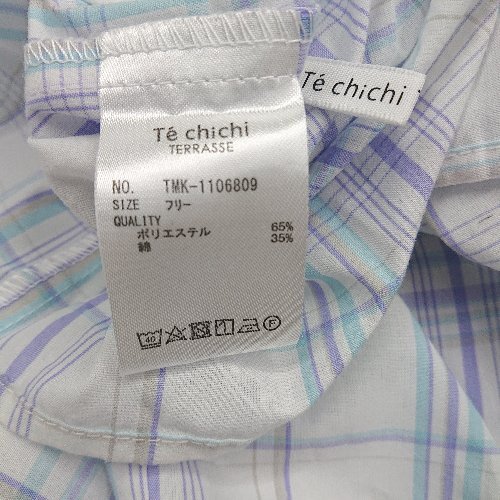 Té chichi
Té chichi
TERRASSE
NO. TMK-1106809
SIZE フリー
QUALITY
ポリエステル 65%
綿 35%
40 F